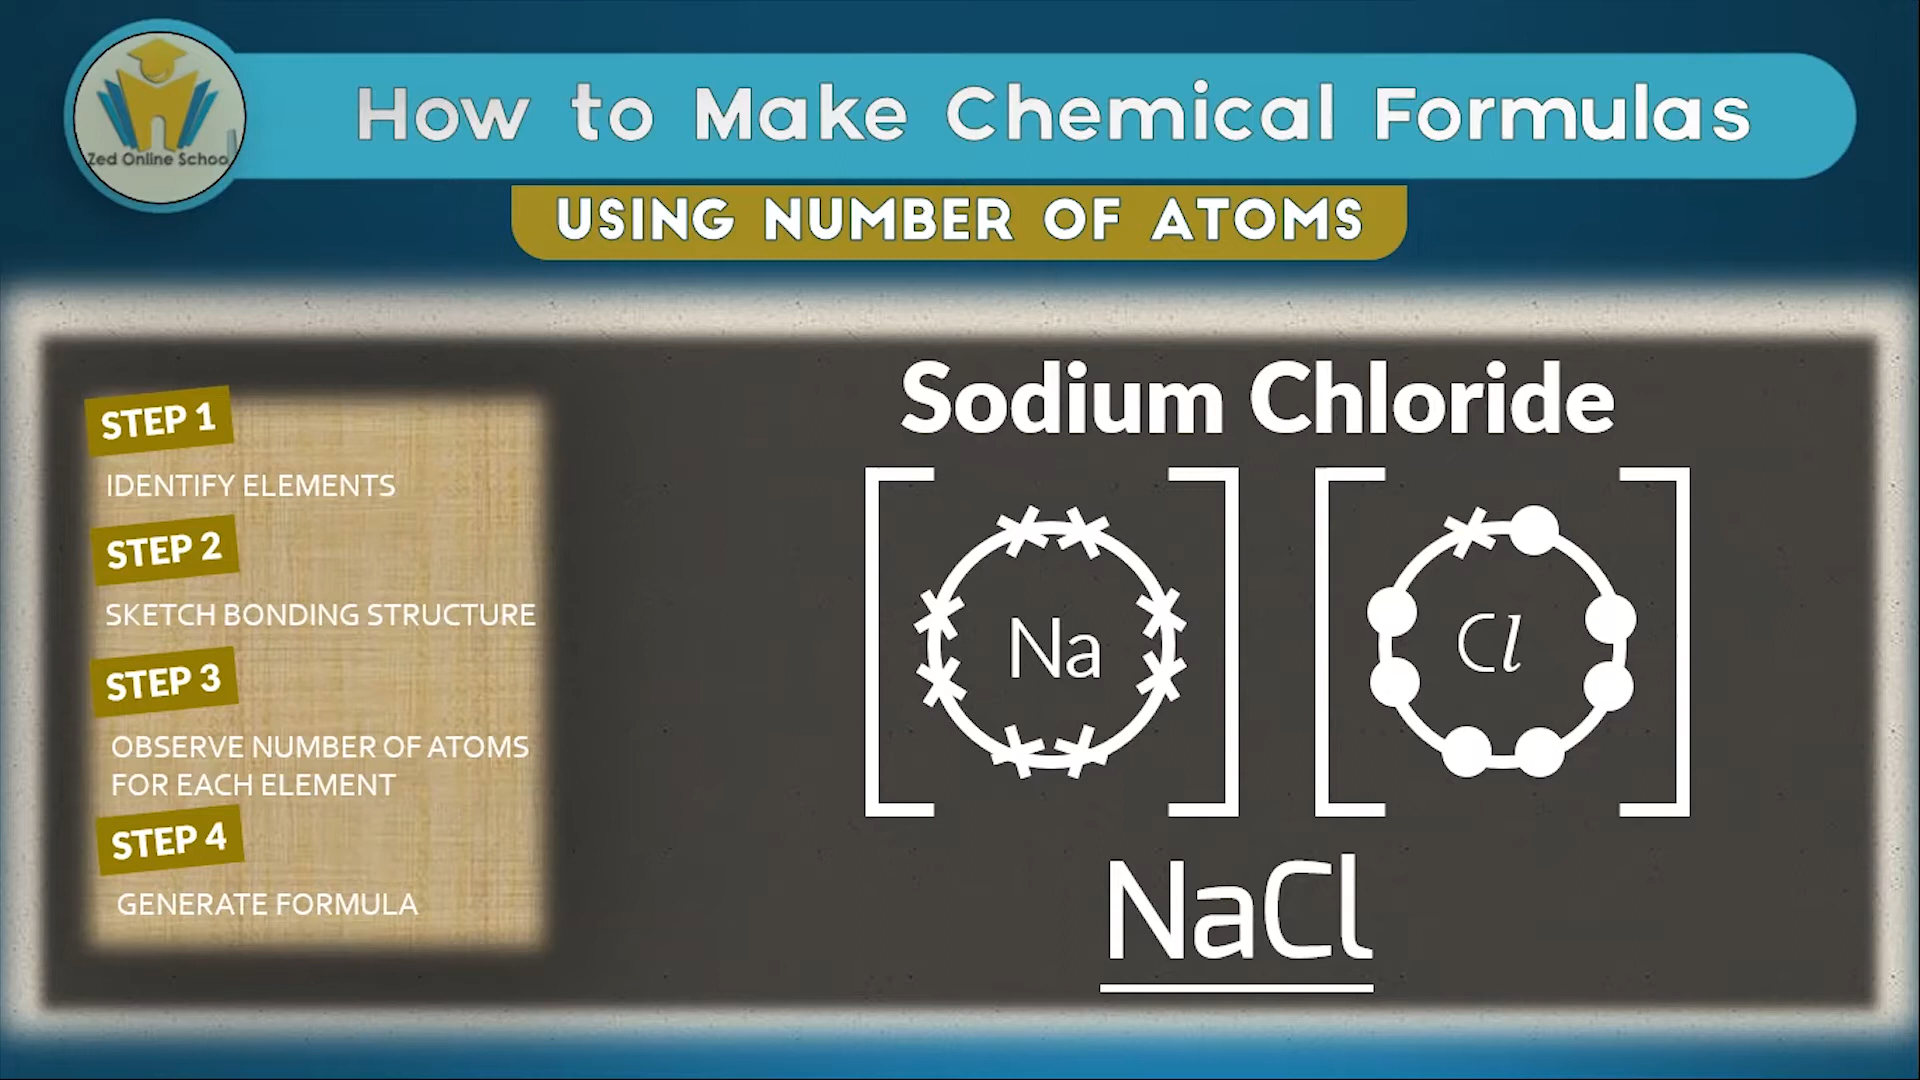 Zed Online School
How to Make Chemical Formulas
USING NUMBER OF ATOMS
STEP 1
IDENTIFY ELEMENTS
STEP 2
SKETCH BONDING STRUCTURE
STEP 3
OBSERVE NUMBER OF ATOMS
FOR EACH ELEMENT
STEP 4
GENERATE FORMULA
Sodium Chloride
Na
Cl
NaCl